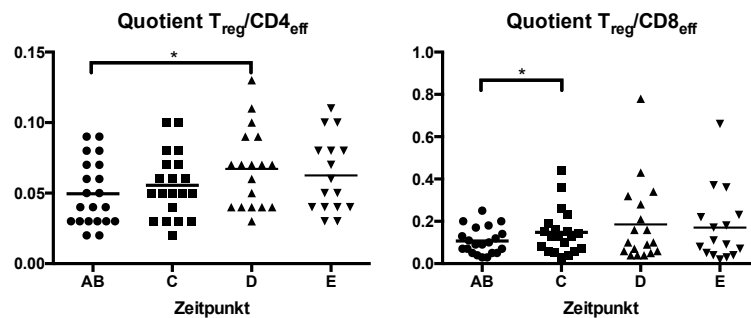 Quotient Treg/CD4eff
*
0.15
0.10
0.05
0.00
AB C D E
Zeitpunkt
Quotient Treg/CD8eff
*
1.0
0.8
0.6
0.4
0.2
0.0
AB C D E
Zeitpunkt